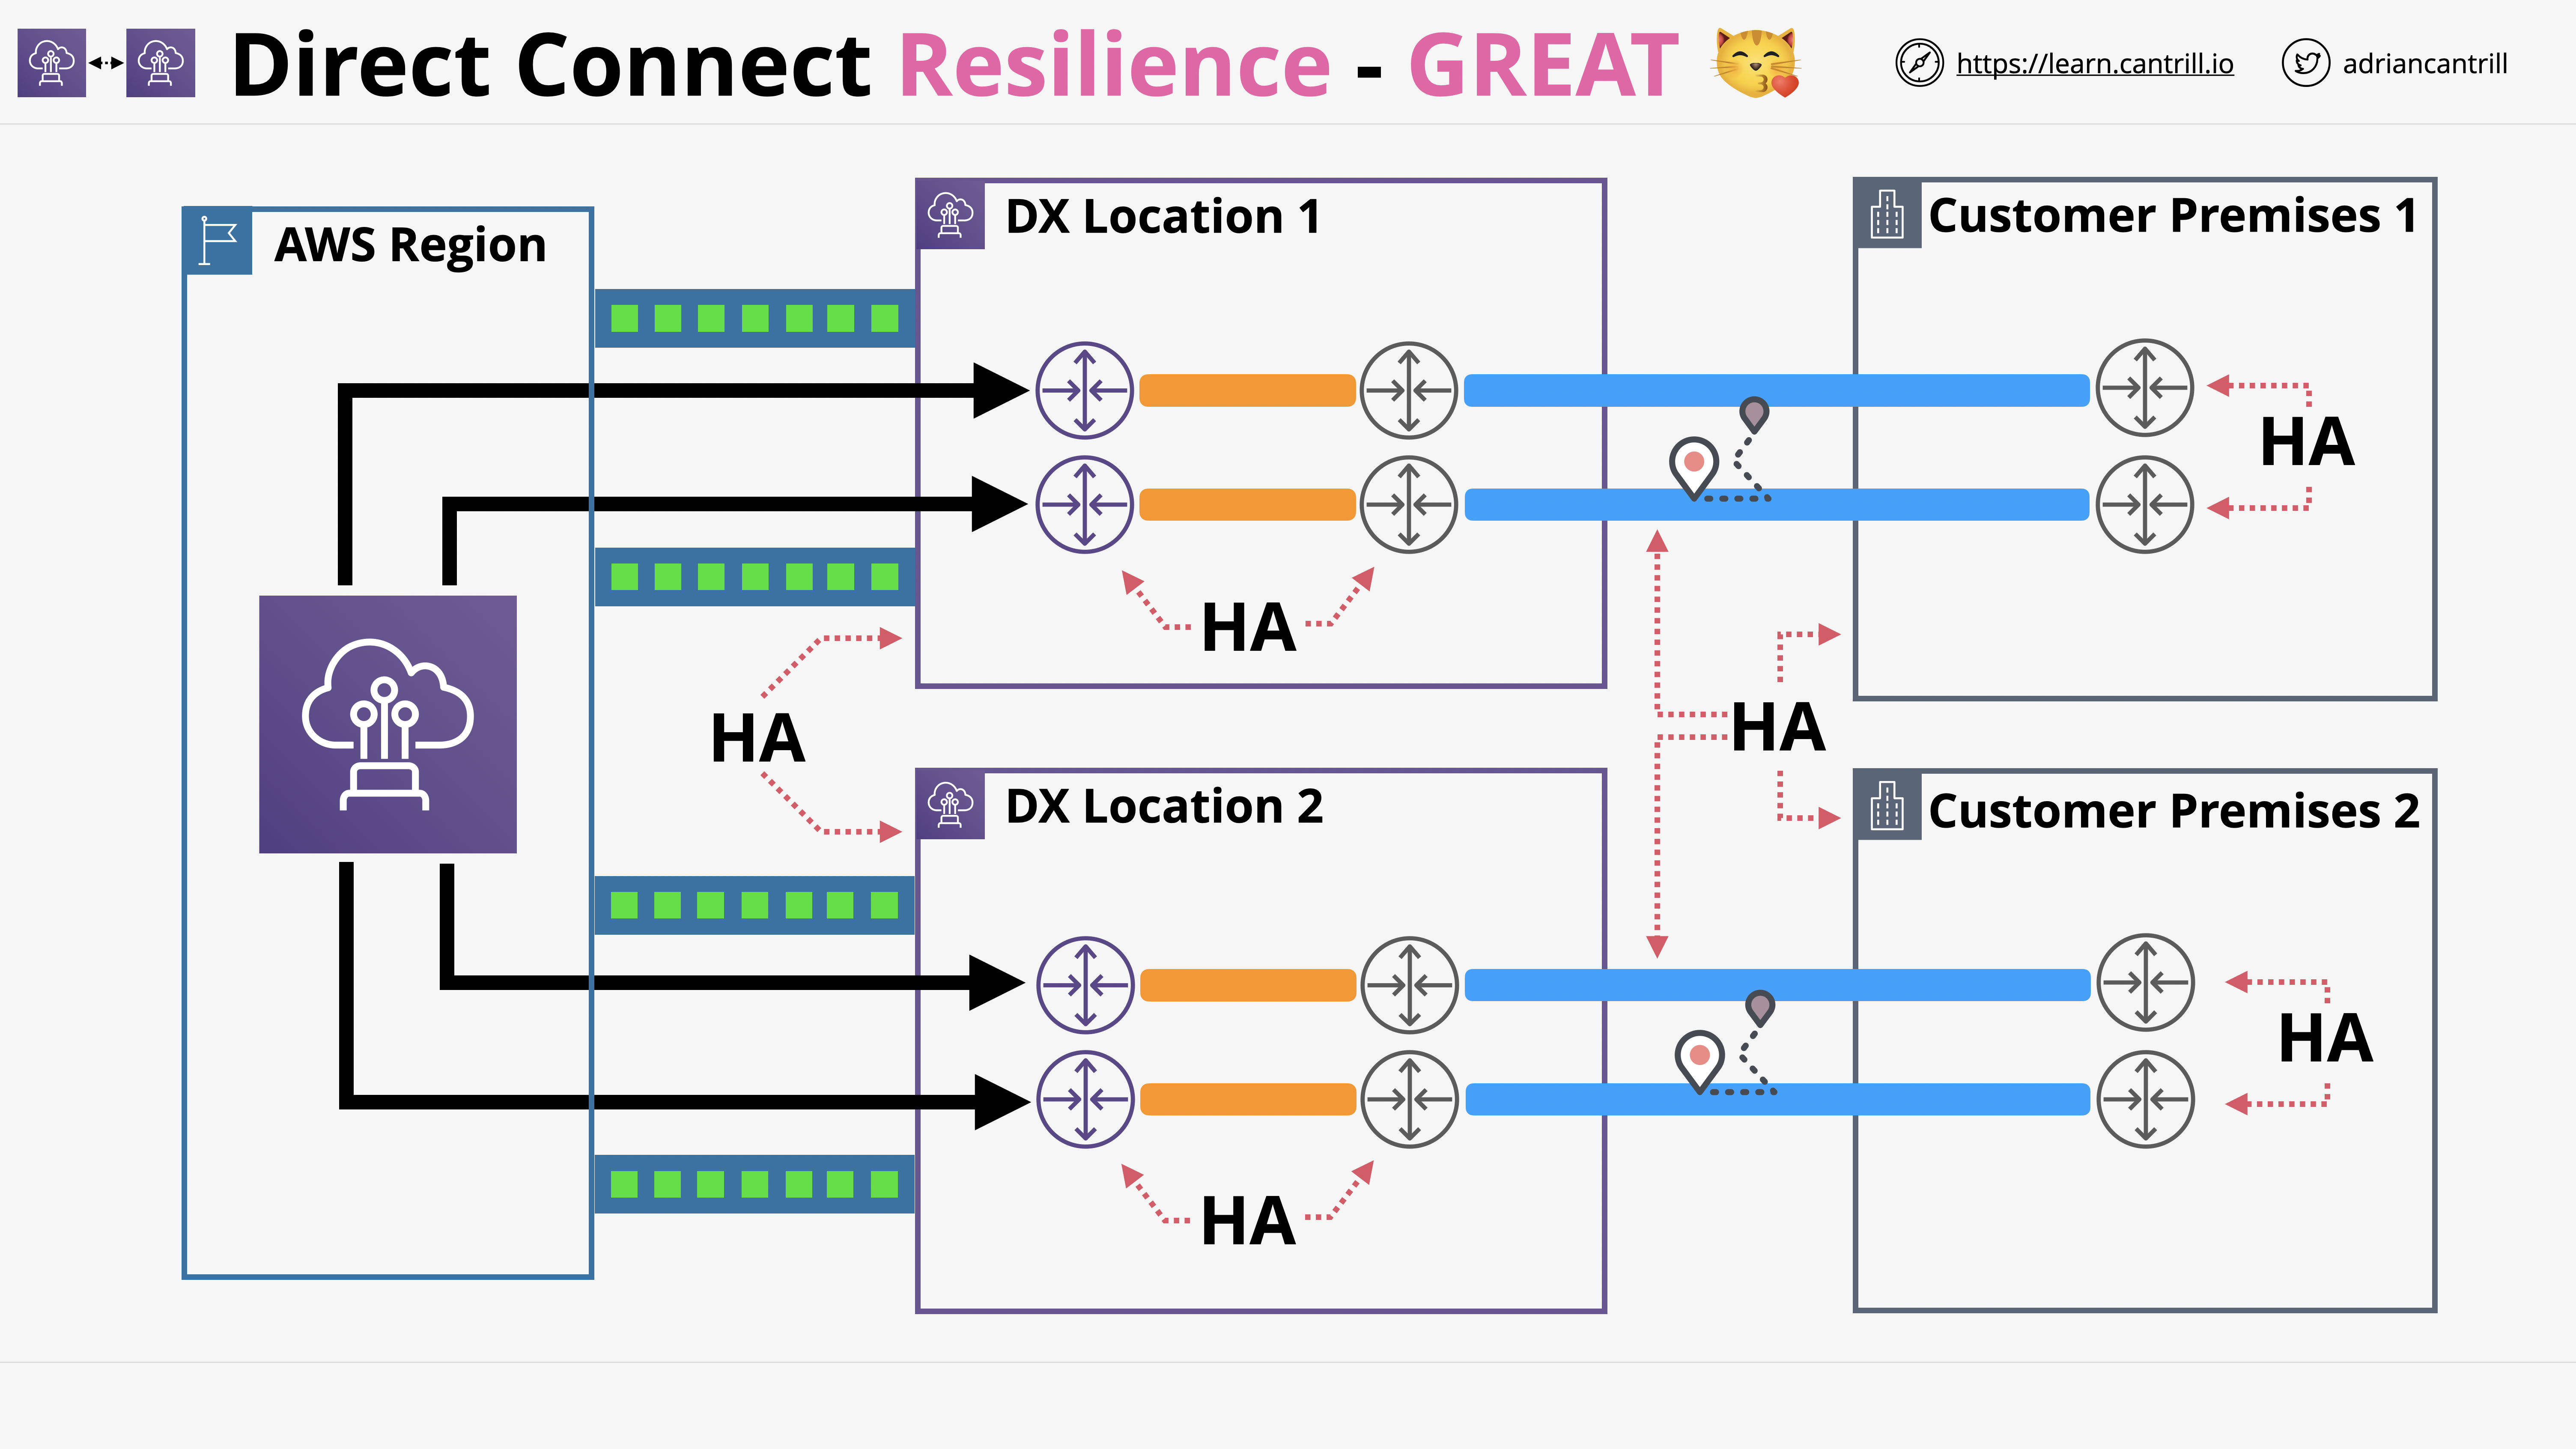 Direct Connect Resilience - GREAT
https://learn.cantrill.io
adriancantrill
AWS Region
DX Location 1
Customer Premises 1
HA
HA
HA
HA
DX Location 2
Customer Premises 2
HA
HA